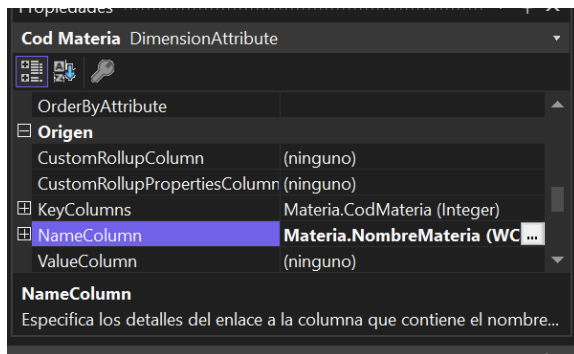 Propiedades
Cod Materia DimensionAttribute
OrderByAttribute
Origen
CustomRollupColumn (ninguno)
CustomRollupPropertiesColumn (ninguno)
KeyColumns Materia.CodMateria (Integer)
NameColumn Materia.NombreMateria (WC ...
ValueColumn (ninguno)
NameColumn
Especifica los detalles del enlace a la columna que contiene el nombre...